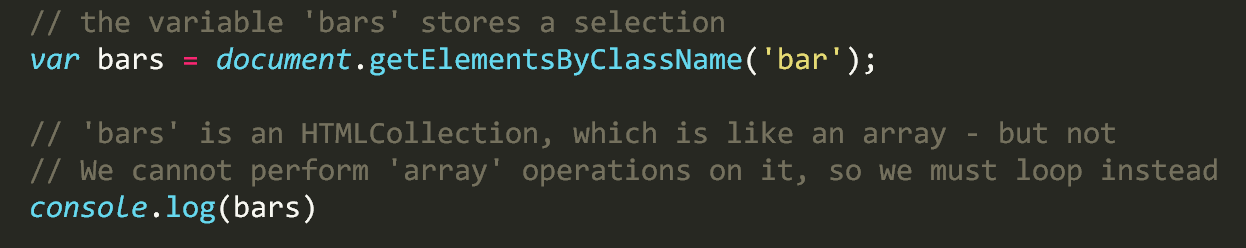 // the variable 'bars' stores a selection
var bars = document.getElementsByClassName('bar');
// 'bars' is an HTMLCollection, which is like an array - but not
// We cannot perform 'array' operations on it, so we must loop instead
console.log(bars)